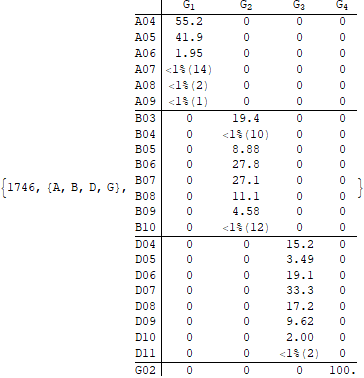 G1 G2 G3 G4
A04 55.2 0 0 0
A05 41.9 0 0 0
A06 1.95 0 0 0
A07 <1%(14) 0 0 0
A08 <1%(2) 0 0 0
A09 <1%(1) 0 0 0
B03 0 19.4 0 0
B04 0 <1%(10) 0 0
B05 0 8.88 0 0
B06 0 27.8 0 0
{1746, {A, B, D, G}, B07 0 27.1 0 0 }
B08 0 11.1 0 0
B09 0 4.58 0 0
B10 0 <1%(12) 0 0
D04 0 0 15.2 0
D05 0 0 3.49 0
D06 0 0 19.1 0
D07 0 0 33.3 0
D08 0 0 17.2 0
D09 0 0 9.62 0
D10 0 0 2.00 0
D11 0 0 <1%(2) 0
G02 0 0 0 100.